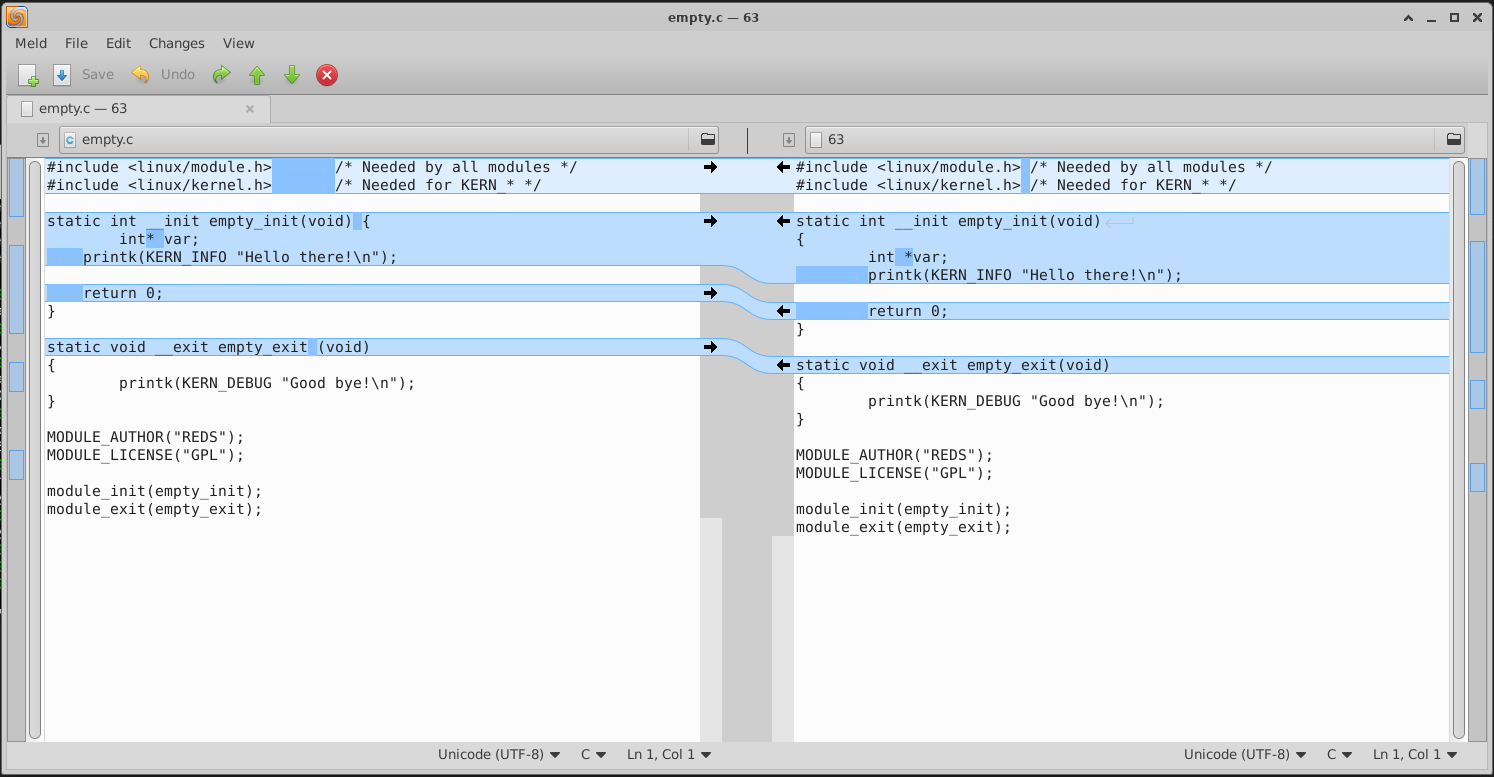 empty.c — 63
Meld File Edit Changes View
Save Undo
empty.c — 63
empty.c
63
#include <linux/module.h>       /* Needed by all modules */
#include <linux/kernel.h>       /* Needed for KERN_* */
static int __init empty_init(void) {
        int* var;
    printk(KERN_INFO "Hello there!\n");
    return 0;
}
static void __exit empty_exit (void)
{
        printk(KERN_DEBUG "Good bye!\n");
}
MODULE_AUTHOR("REDS");
MODULE_LICENSE("GPL");
module_init(empty_init);
module_exit(empty_exit);
#include <linux/module.h> /* Needed by all modules */
#include <linux/kernel.h> /* Needed for KERN_* */
static int __init empty_init(void)
{
        int *var;
        printk(KERN_INFO "Hello there!\n");
        return 0;
}
static void __exit empty_exit(void)
{
        printk(KERN_DEBUG "Good bye!\n");
}
MODULE_AUTHOR("REDS");
MODULE_LICENSE("GPL");
module_init(empty_init);
module_exit(empty_exit);
Unicode (UTF-8) C Ln 1, Col 1
Unicode (UTF-8) C Ln 1, Col 1